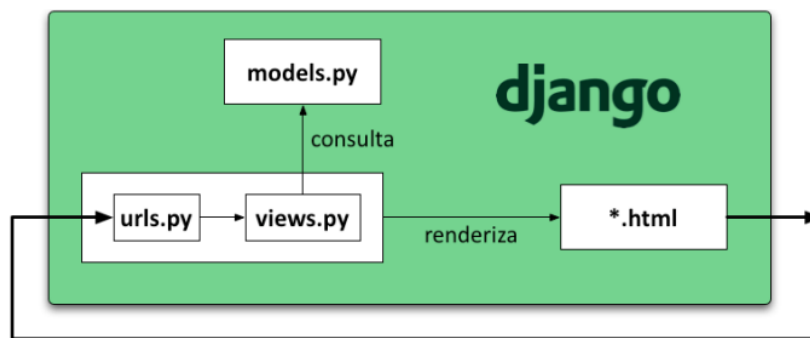 models.py
django
consulta
urls.py
views.py
renderiza
*.html